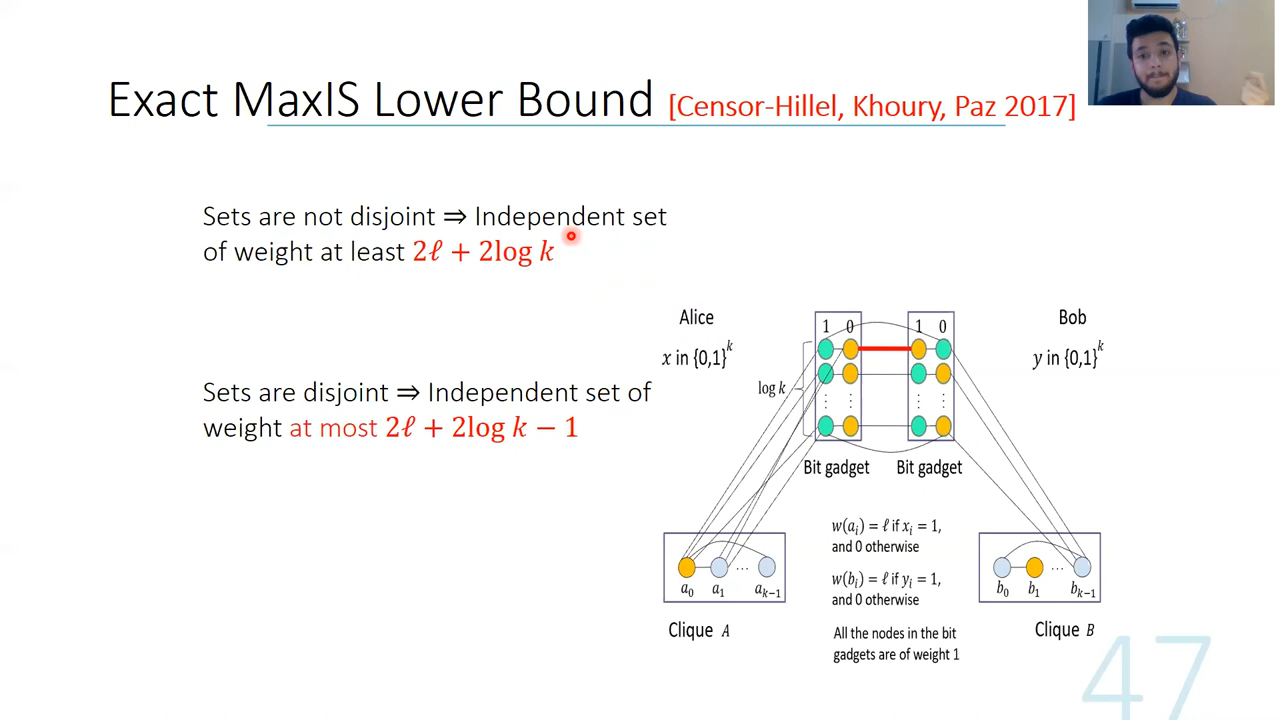 Exact MaxIS Lower Bound [Censor-Hillel, Khoury, Paz 2017]
Sets are not disjoint ⇒ Independent set
of weight at least 2ℓ + 2log k
Sets are disjoint ⇒ Independent set of
weight at most 2ℓ + 2log k − 1
Alice
x in {0,1}^k
Bob
y in {0,1}^k
1 0
1 0
log k
Bit gadget
Bit gadget
w(a_i) = ℓ if x_i = 1,
and 0 otherwise
w(b_i) = ℓ if y_i = 1,
and 0 otherwise
All the nodes in the bit
gadgets are of weight 1
a_0 a_1 ... a_{k−1}
Clique A
b_0 b_1 ... b_{k−1}
Clique B
47